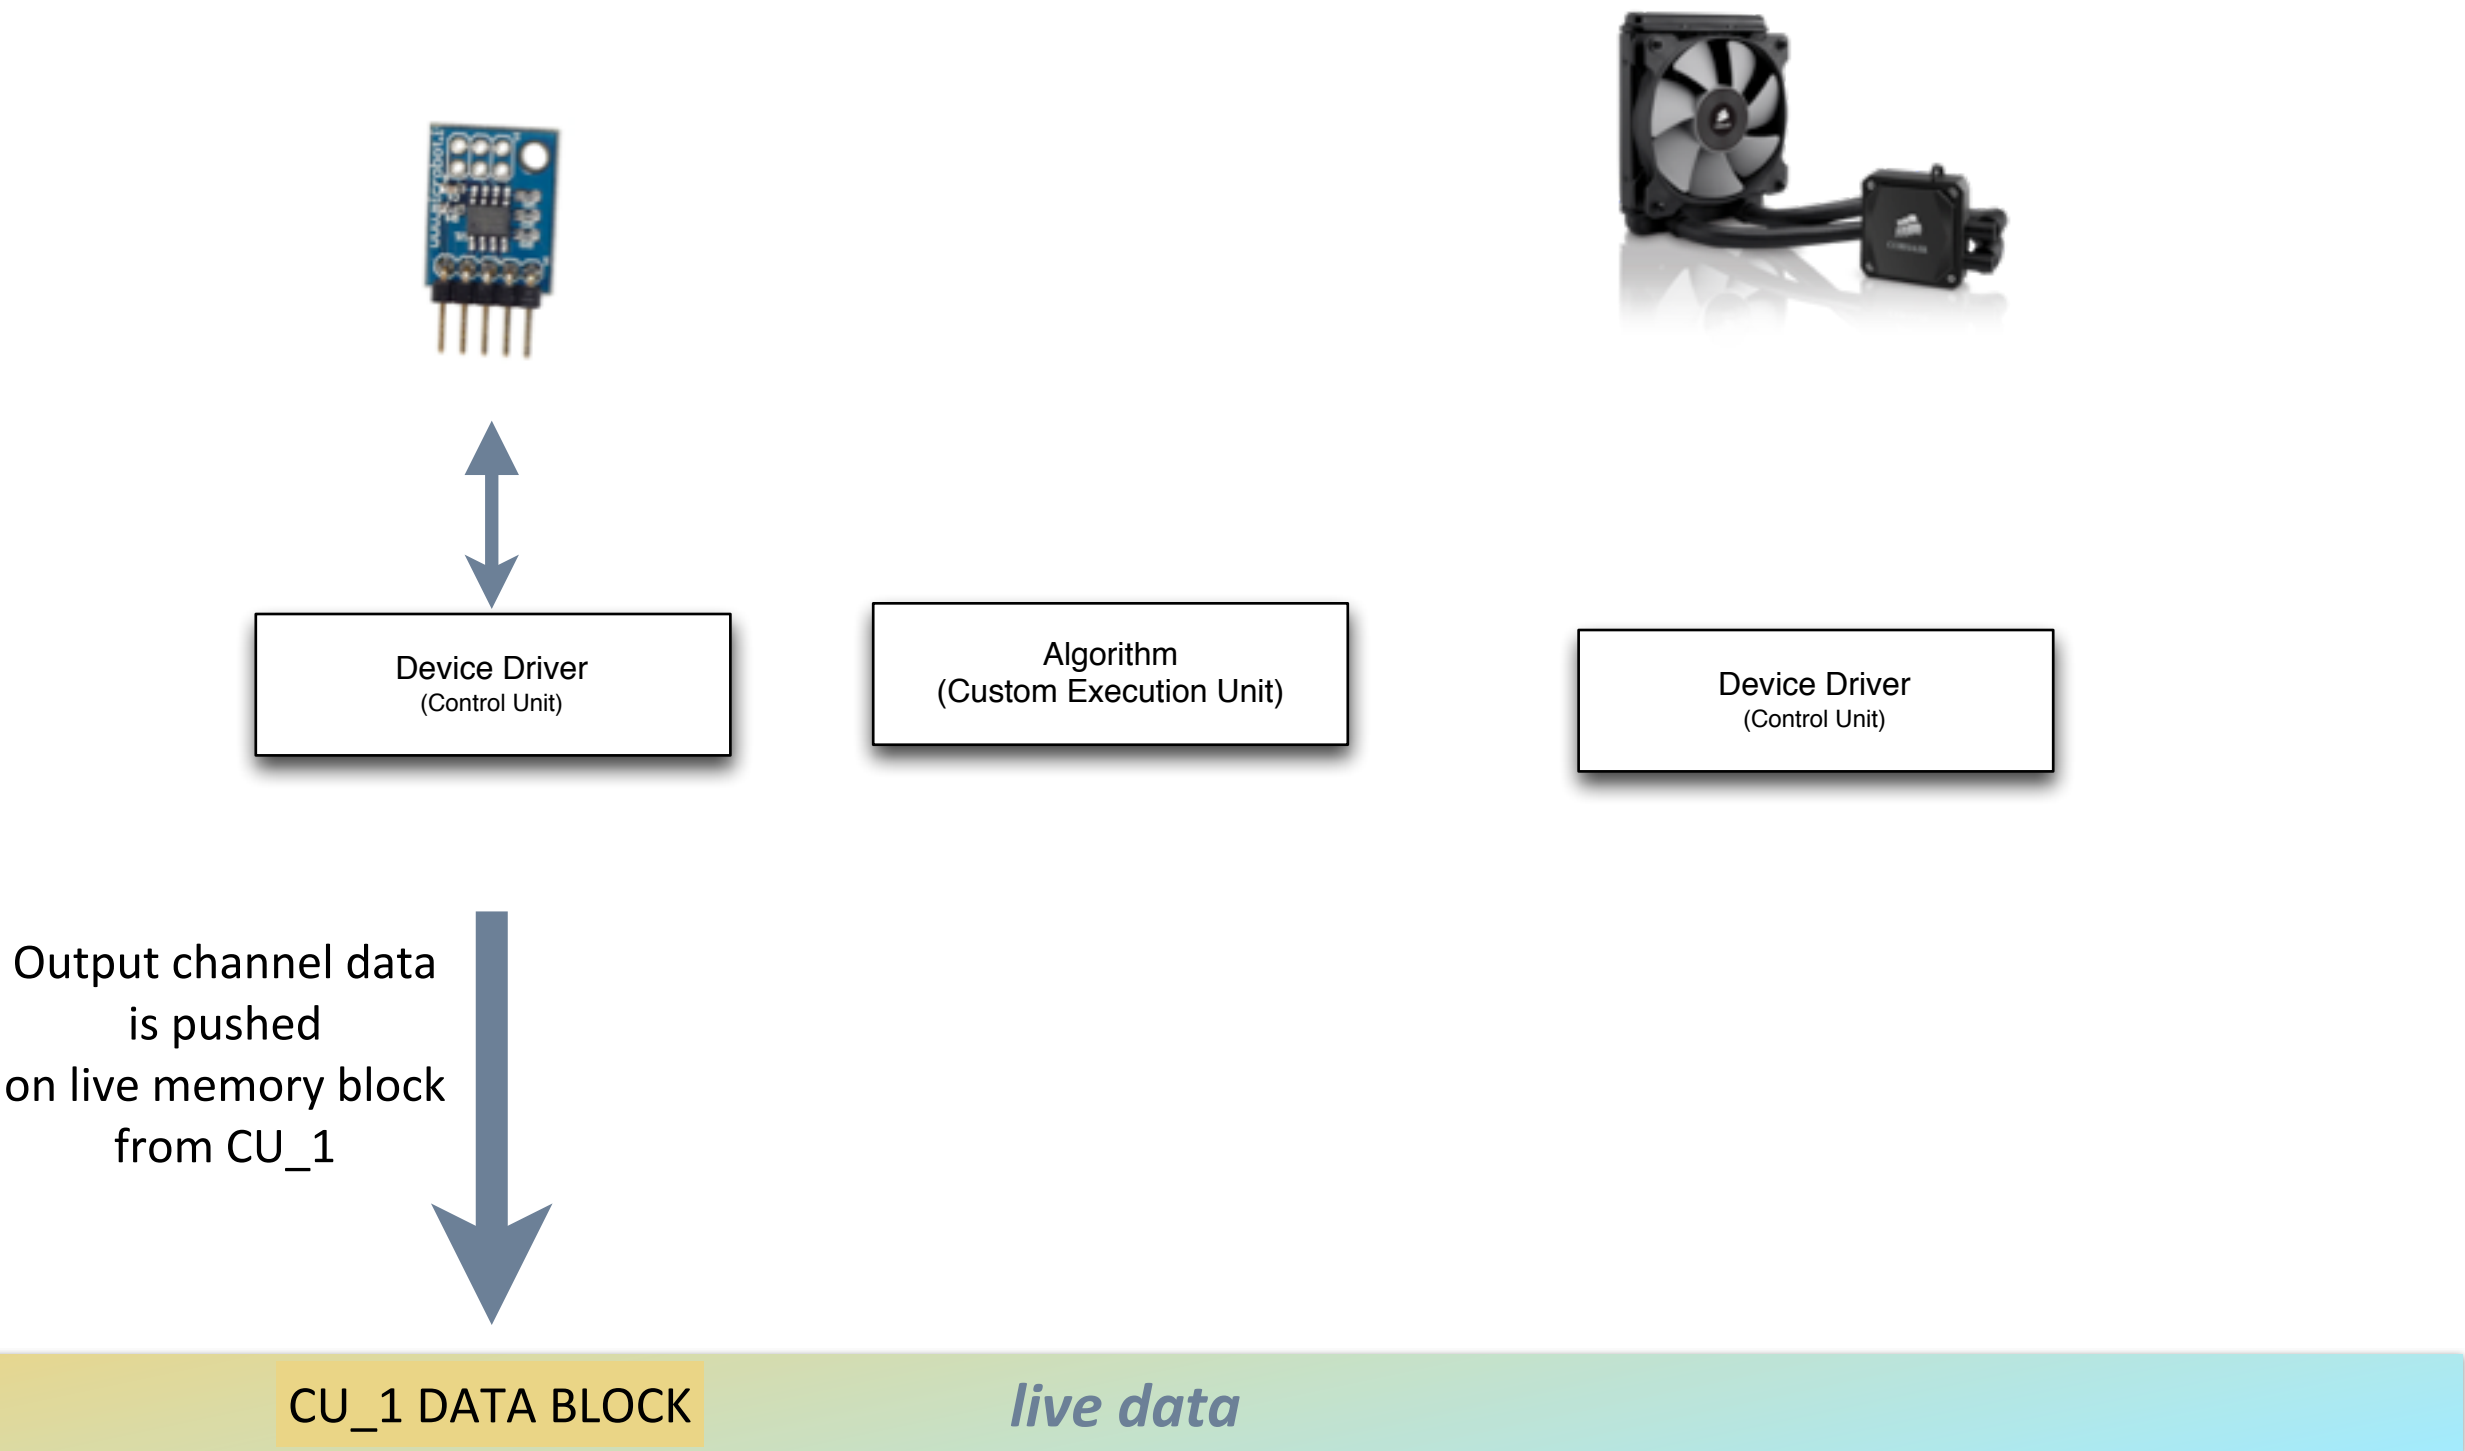 Device Driver
(Control Unit)
Algorithm
(Custom Execution Unit)
Device Driver
(Control Unit)
Output channel data
is pushed
on live memory block
from CU_1
CU_1 DATA BLOCK
live data
CORSAIR